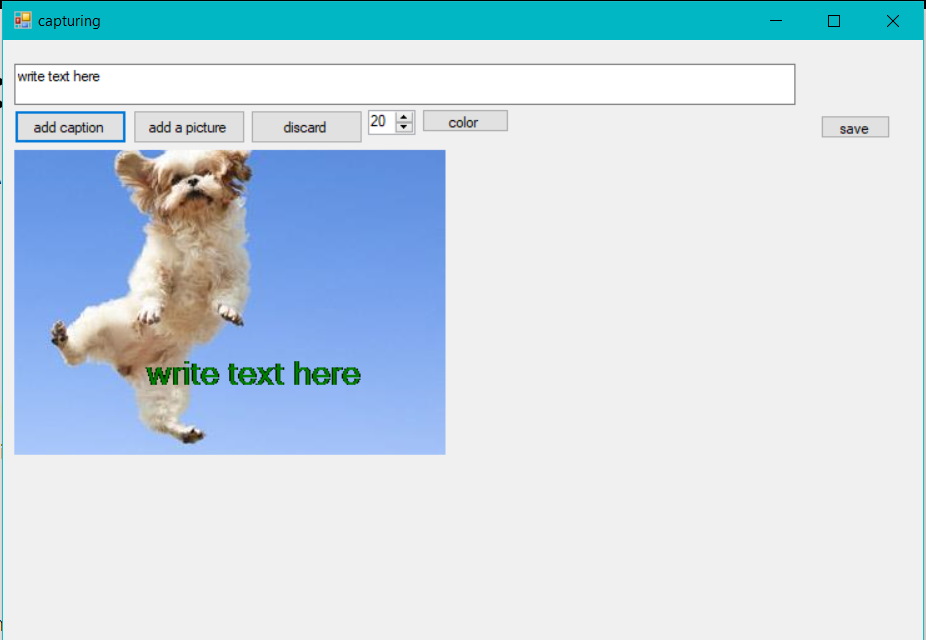 capturing
write text here
add caption
add a picture
discard
20
color
save
write text here